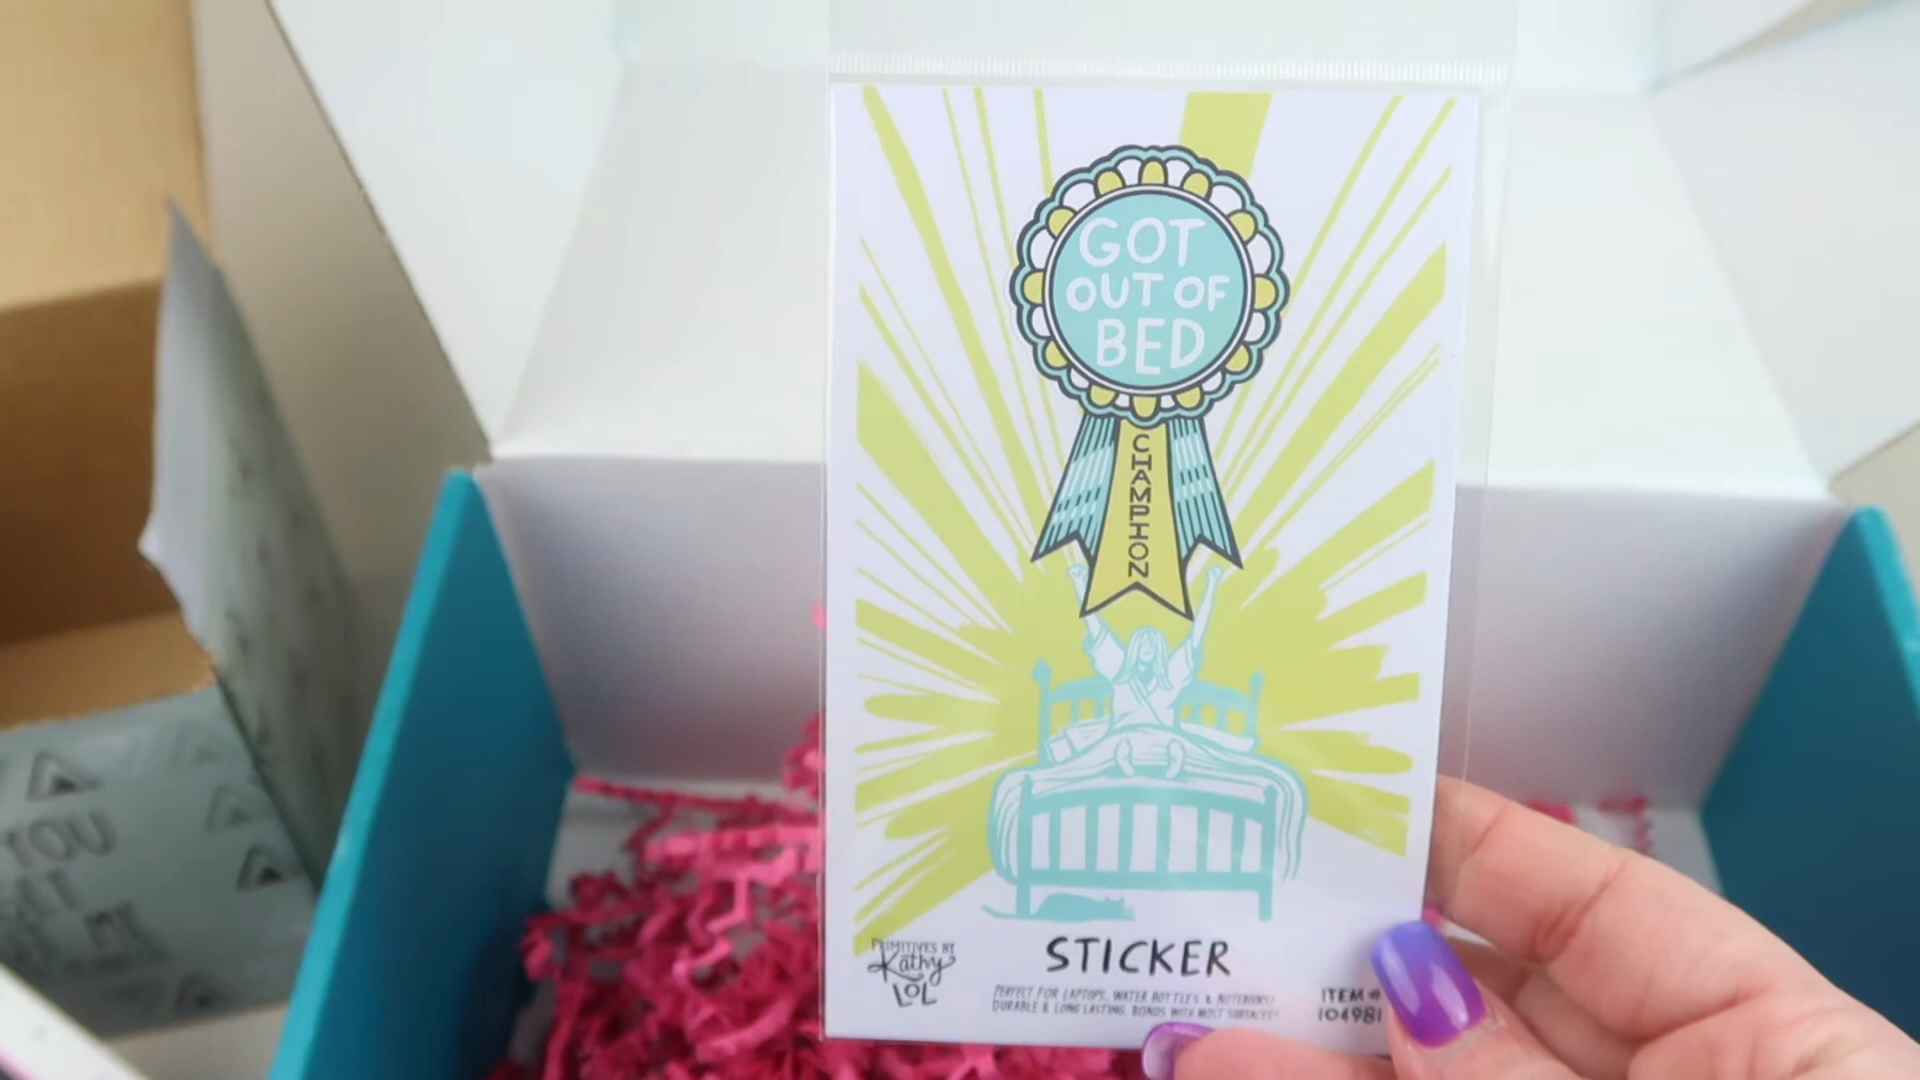 GOT
OUT OF
BED
CHAMPION
STICKER
PRIMITIVES BY
Kathy
LOL
PERFECT FOR LAPTOPS, WATER BOTTLES & NOTEBOOKS!
DURABLE & LONG LASTING. BONDS WITH MOST SURFACES!
ITEM #
104981
YOU
ME